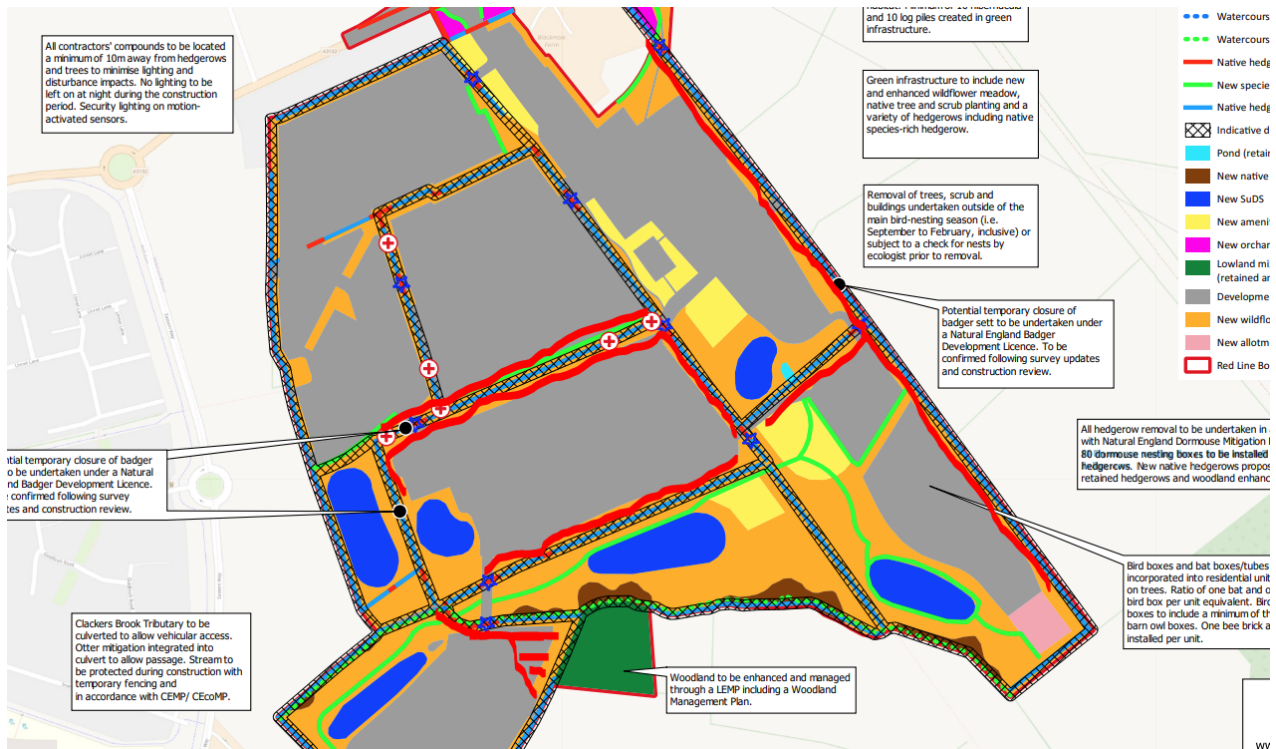 All contractors' compounds to be located
a minimum of 10m away from hedgerows
and trees to minimise lighting and
disturbance impacts. No lighting to be
left on at night during the construction
period. Security lighting on motion-
activated sensors.
and 10 log piles created in green
infrastructure.
Green infrastructure to include new
and enhanced wildflower meadow,
native tree and scrub planting and a
variety of hedgerows including native
species-rich hedgerow.
Removal of trees, scrub and
buildings undertaken outside of the
main bird-nesting season (i.e.
September to February, inclusive) or
subject to a check for nests by
ecologist prior to removal.
Potential temporary closure of
badger sett to be undertaken under
a Natural England Badger
Development Licence. To be
confirmed following survey updates
and construction review.
Watercours
Watercours
Native hedg
New specie
Native hedg
Indicative d
Pond (retai
New native
New SuDS
New amenit
New orchar
Lowland mi
(retained ar
Developme
New wildflo
New allotm
Red Line Bo
All hedgerow removal to be undertaken in
with Natural England Dormouse Mitigation
80 dormouse nesting boxes to be installed
hedgerows. New native hedgerows propos
retained hedgerows and woodland enhanc
ntial temporary closure of badger
o be undertaken under a Natural
nd Badger Development Licence.
confirmed following survey
tes and construction review.
Bird boxes and bat boxes/tubes
incorporated into residential unit
on trees. Ratio of one bat and o
bird box per unit equivalent. Bird
boxes to include a minimum of th
barn owl boxes. One bee brick a
installed per unit.
Clackers Brook Tributary to be
culverted to allow vehicular access.
Otter mitigation integrated into
culvert to allow passage. Stream to
be protected during construction with
temporary fencing and
in accordance with CEMP/ CEcoMP.
Woodland to be enhanced and managed
through a LEMP including a Woodland
Management Plan.